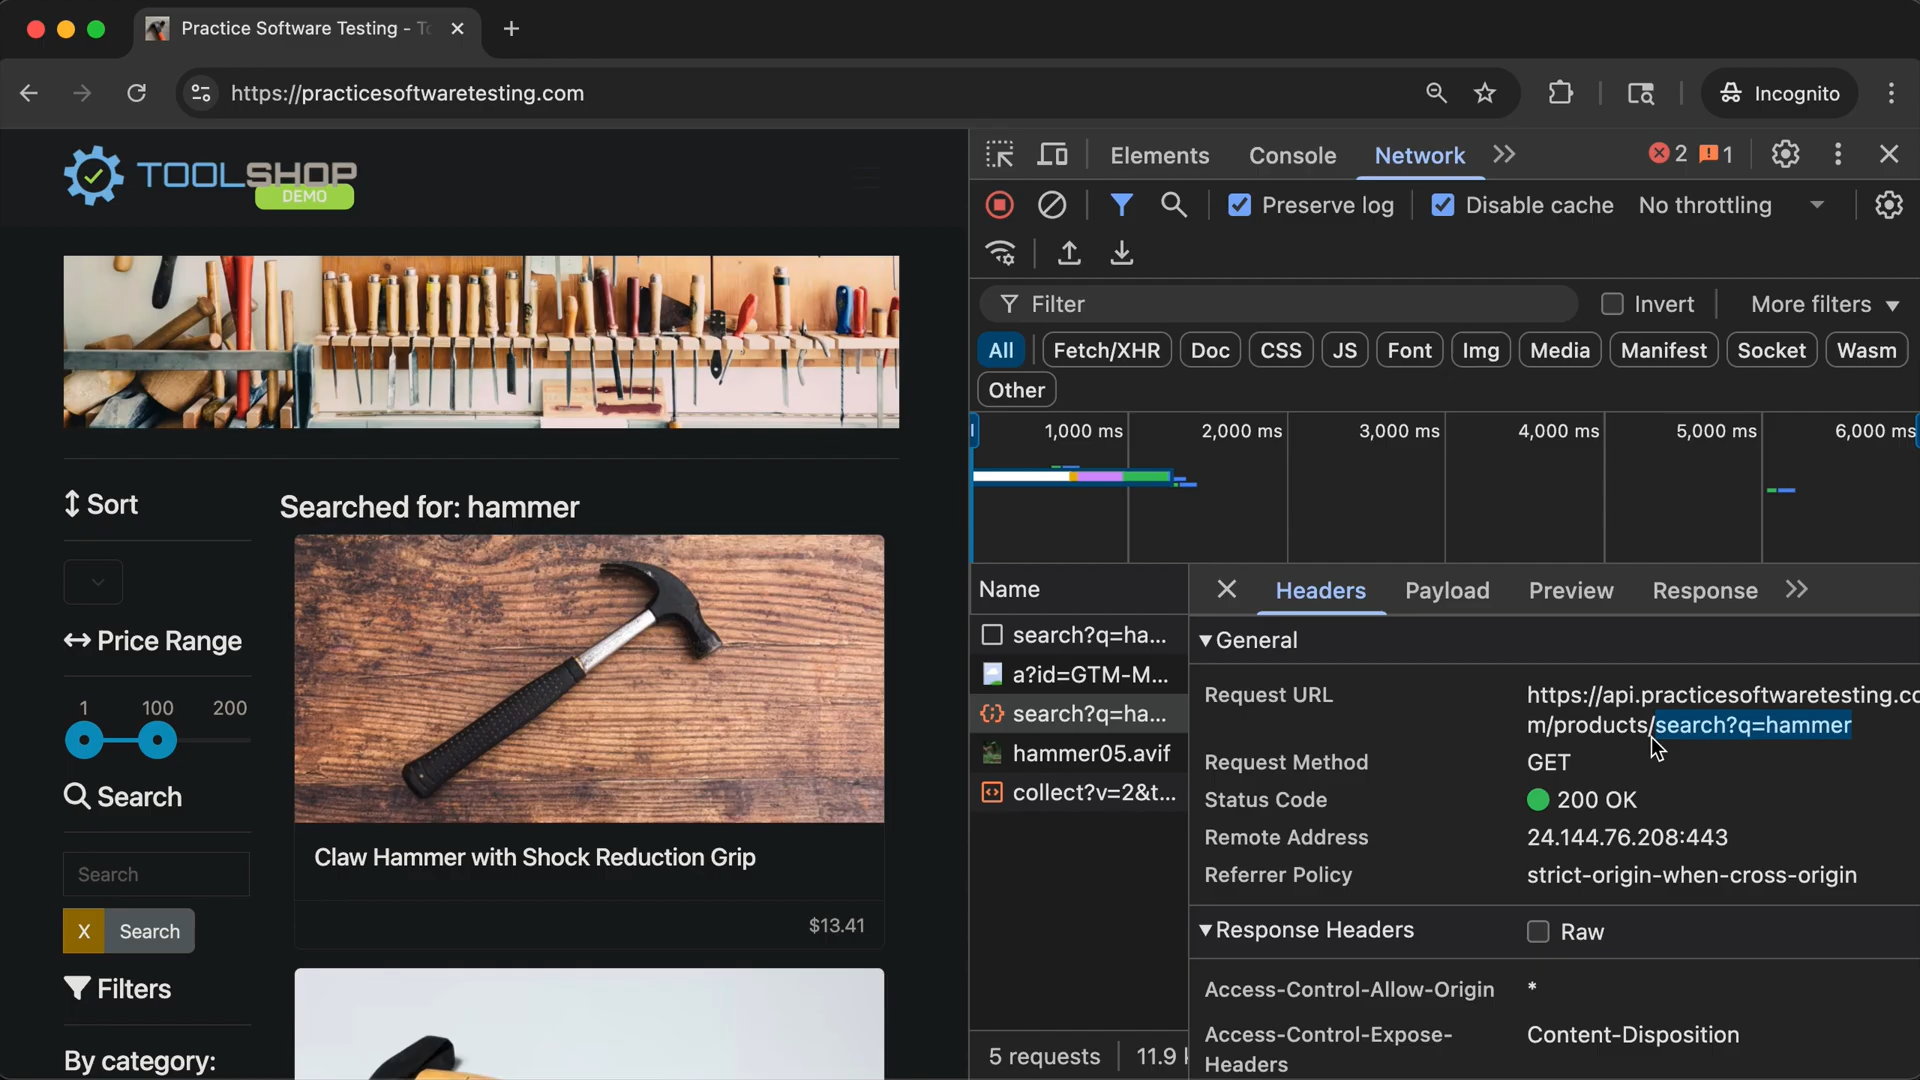 Practice Software Testing - To
https://practicesoftwaretesting.com
Incognito
TOOLSHOP
DEMO
Sort
Price Range
1 100 200
Search
Search
X Search
Filters
By category:
Searched for: hammer
Claw Hammer with Shock Reduction Grip
$13.41
Elements Console Network 2 1
Preserve log Disable cache No throttling
Filter Invert More filters
All Fetch/XHR Doc CSS JS Font Img Media Manifest Socket Wasm
Other
1,000 ms 2,000 ms 3,000 ms 4,000 ms 5,000 ms 6,000 ms
Name
search?q=ha...
a?id=GTM-M...
search?q=ha...
hammer05.avif
collect?v=2&t...
5 requests 11.9
Headers Payload Preview Response
General
Request URL https://api.practicesoftwaretesting.co
m/products/search?q=hammer
Request Method GET
Status Code 200 OK
Remote Address 24.144.76.208:443
Referrer Policy strict-origin-when-cross-origin
Response Headers Raw
Access-Control-Allow-Origin *
Access-Control-Expose- Content-Disposition
Headers